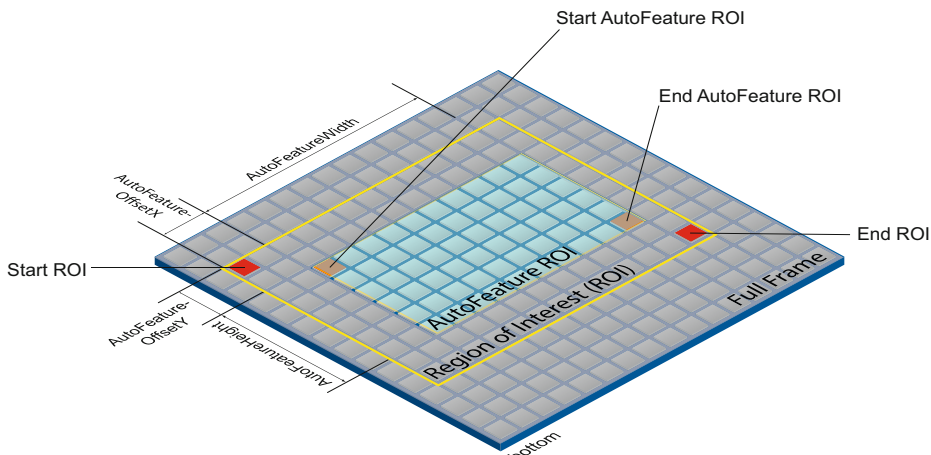 Start AutoFeature ROI
End AutoFeature ROI
AutoFeatureWidth
AutoFeature-
OffsetX
Start ROI
End ROI
AutoFeature ROI
Region of Interest (ROI)
Full Frame
AutoFeature-
OffsetY
AutoFeatureHeight
bottom